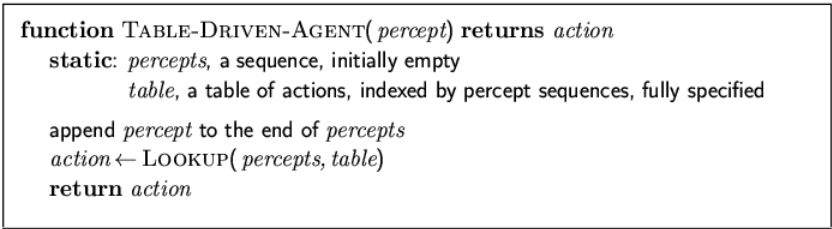 function TABLE-DRIVEN-AGENT( percept) returns action
static: percepts, a sequence, initially empty
table, a table of actions, indexed by percept sequences, fully specified
append percept to the end of percepts
action ← LOOKUP( percepts, table)
return action